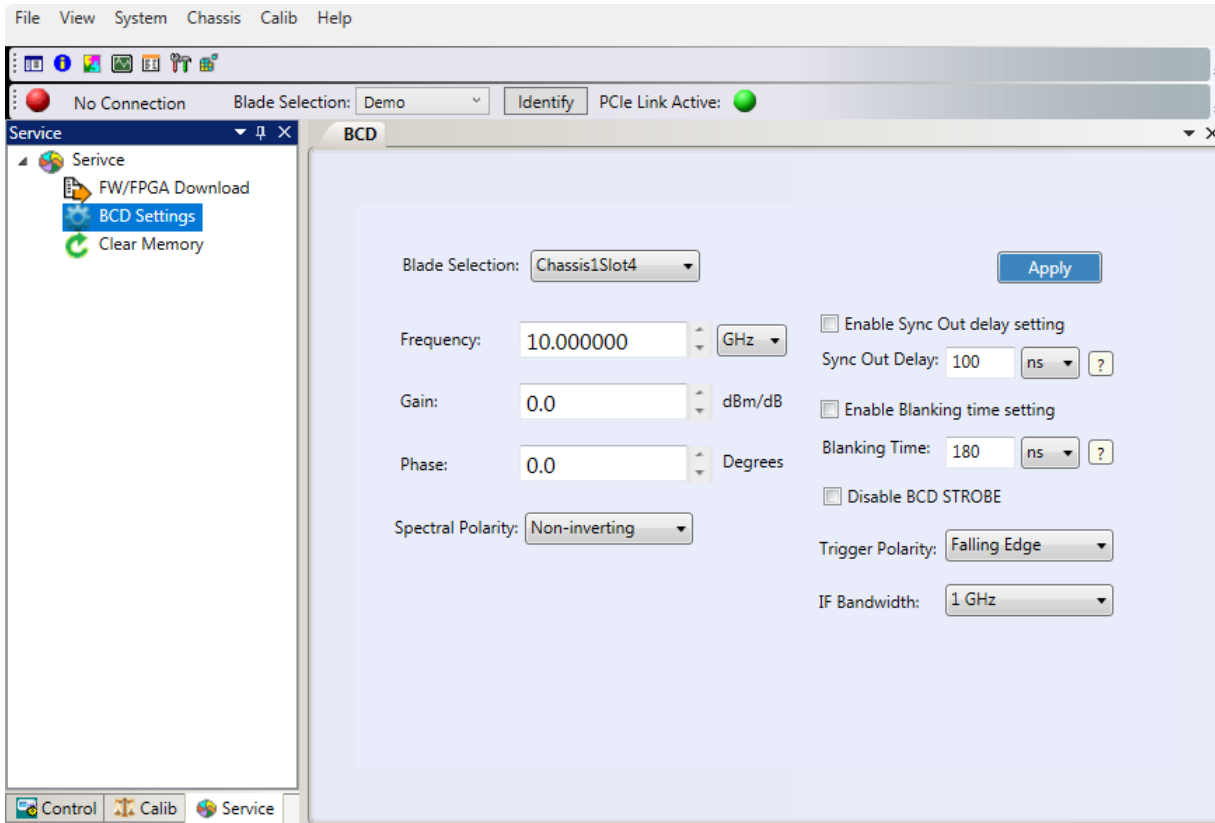 File View System Chassis Calib Help
No Connection Blade Selection: Demo Identify PCIe Link Active:
Service
Serivce
FW/FPGA Download
BCD Settings
Clear Memory
Control Calib Service
BCD
Blade Selection: Chassis1Slot4 Apply
Frequency: 10.000000 GHz
Gain: 0.0 dBm/dB
Phase: 0.0 Degrees
Spectral Polarity: Non-inverting
Enable Sync Out delay setting
Sync Out Delay: 100 ns ?
Enable Blanking time setting
Blanking Time: 180 ns ?
Disable BCD STROBE
Trigger Polarity: Falling Edge
IF Bandwidth: 1 GHz